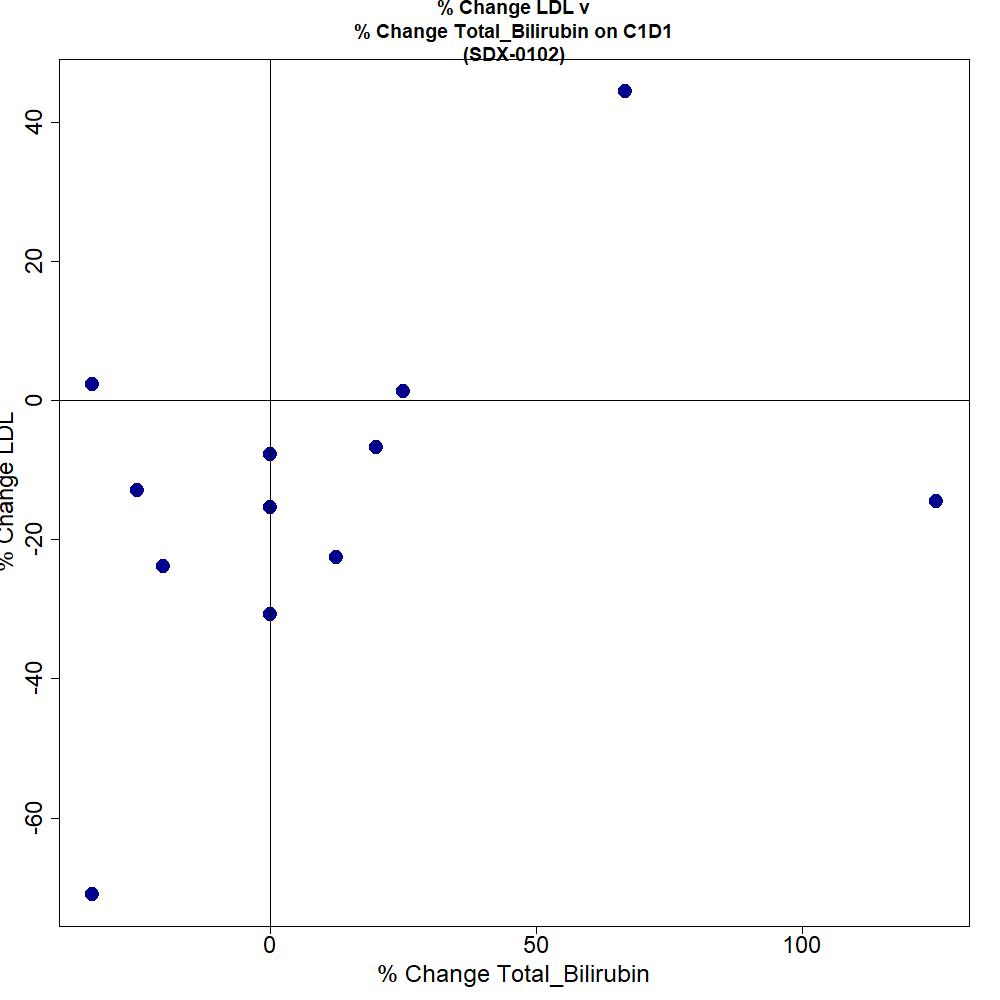 % Change LDL v
% Change Total_Bilirubin on C1D1
(SDX-0102)
40
20
0
-20
-40
-60
% Change LDL
0
50
100
% Change Total_Bilirubin